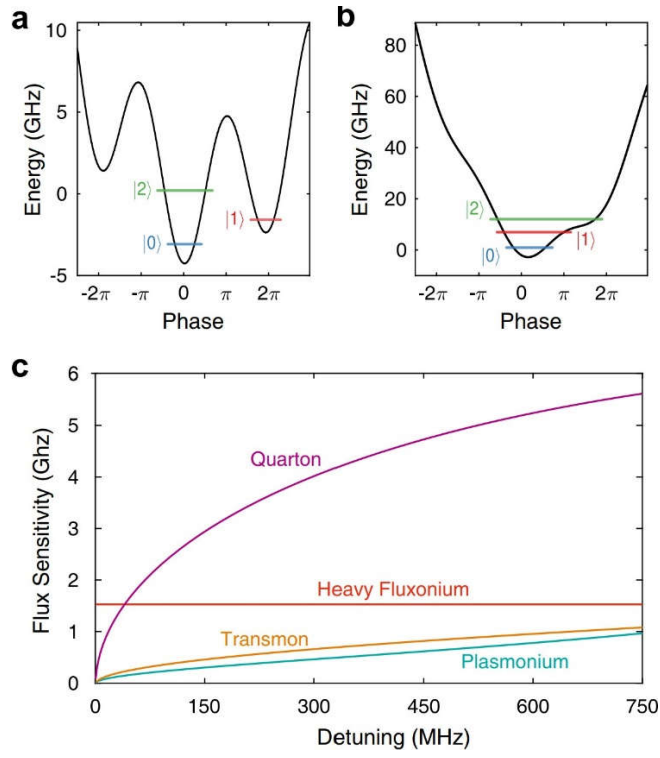 a
b
10
5
0
-5
Energy (GHz)
|2⟩
|1⟩
|0⟩
-2π -π 0 π 2π
Phase
80
60
40
20
0
Energy (GHz)
|2⟩
|1⟩
|0⟩
-2π -π 0 π 2π
Phase
c
6
5
4
3
2
1
0
Flux Sensitivity (Ghz)
Quarton
Heavy Fluxonium
Transmon
Plasmonium
0 150 300 450 600 750
Detuning (MHz)